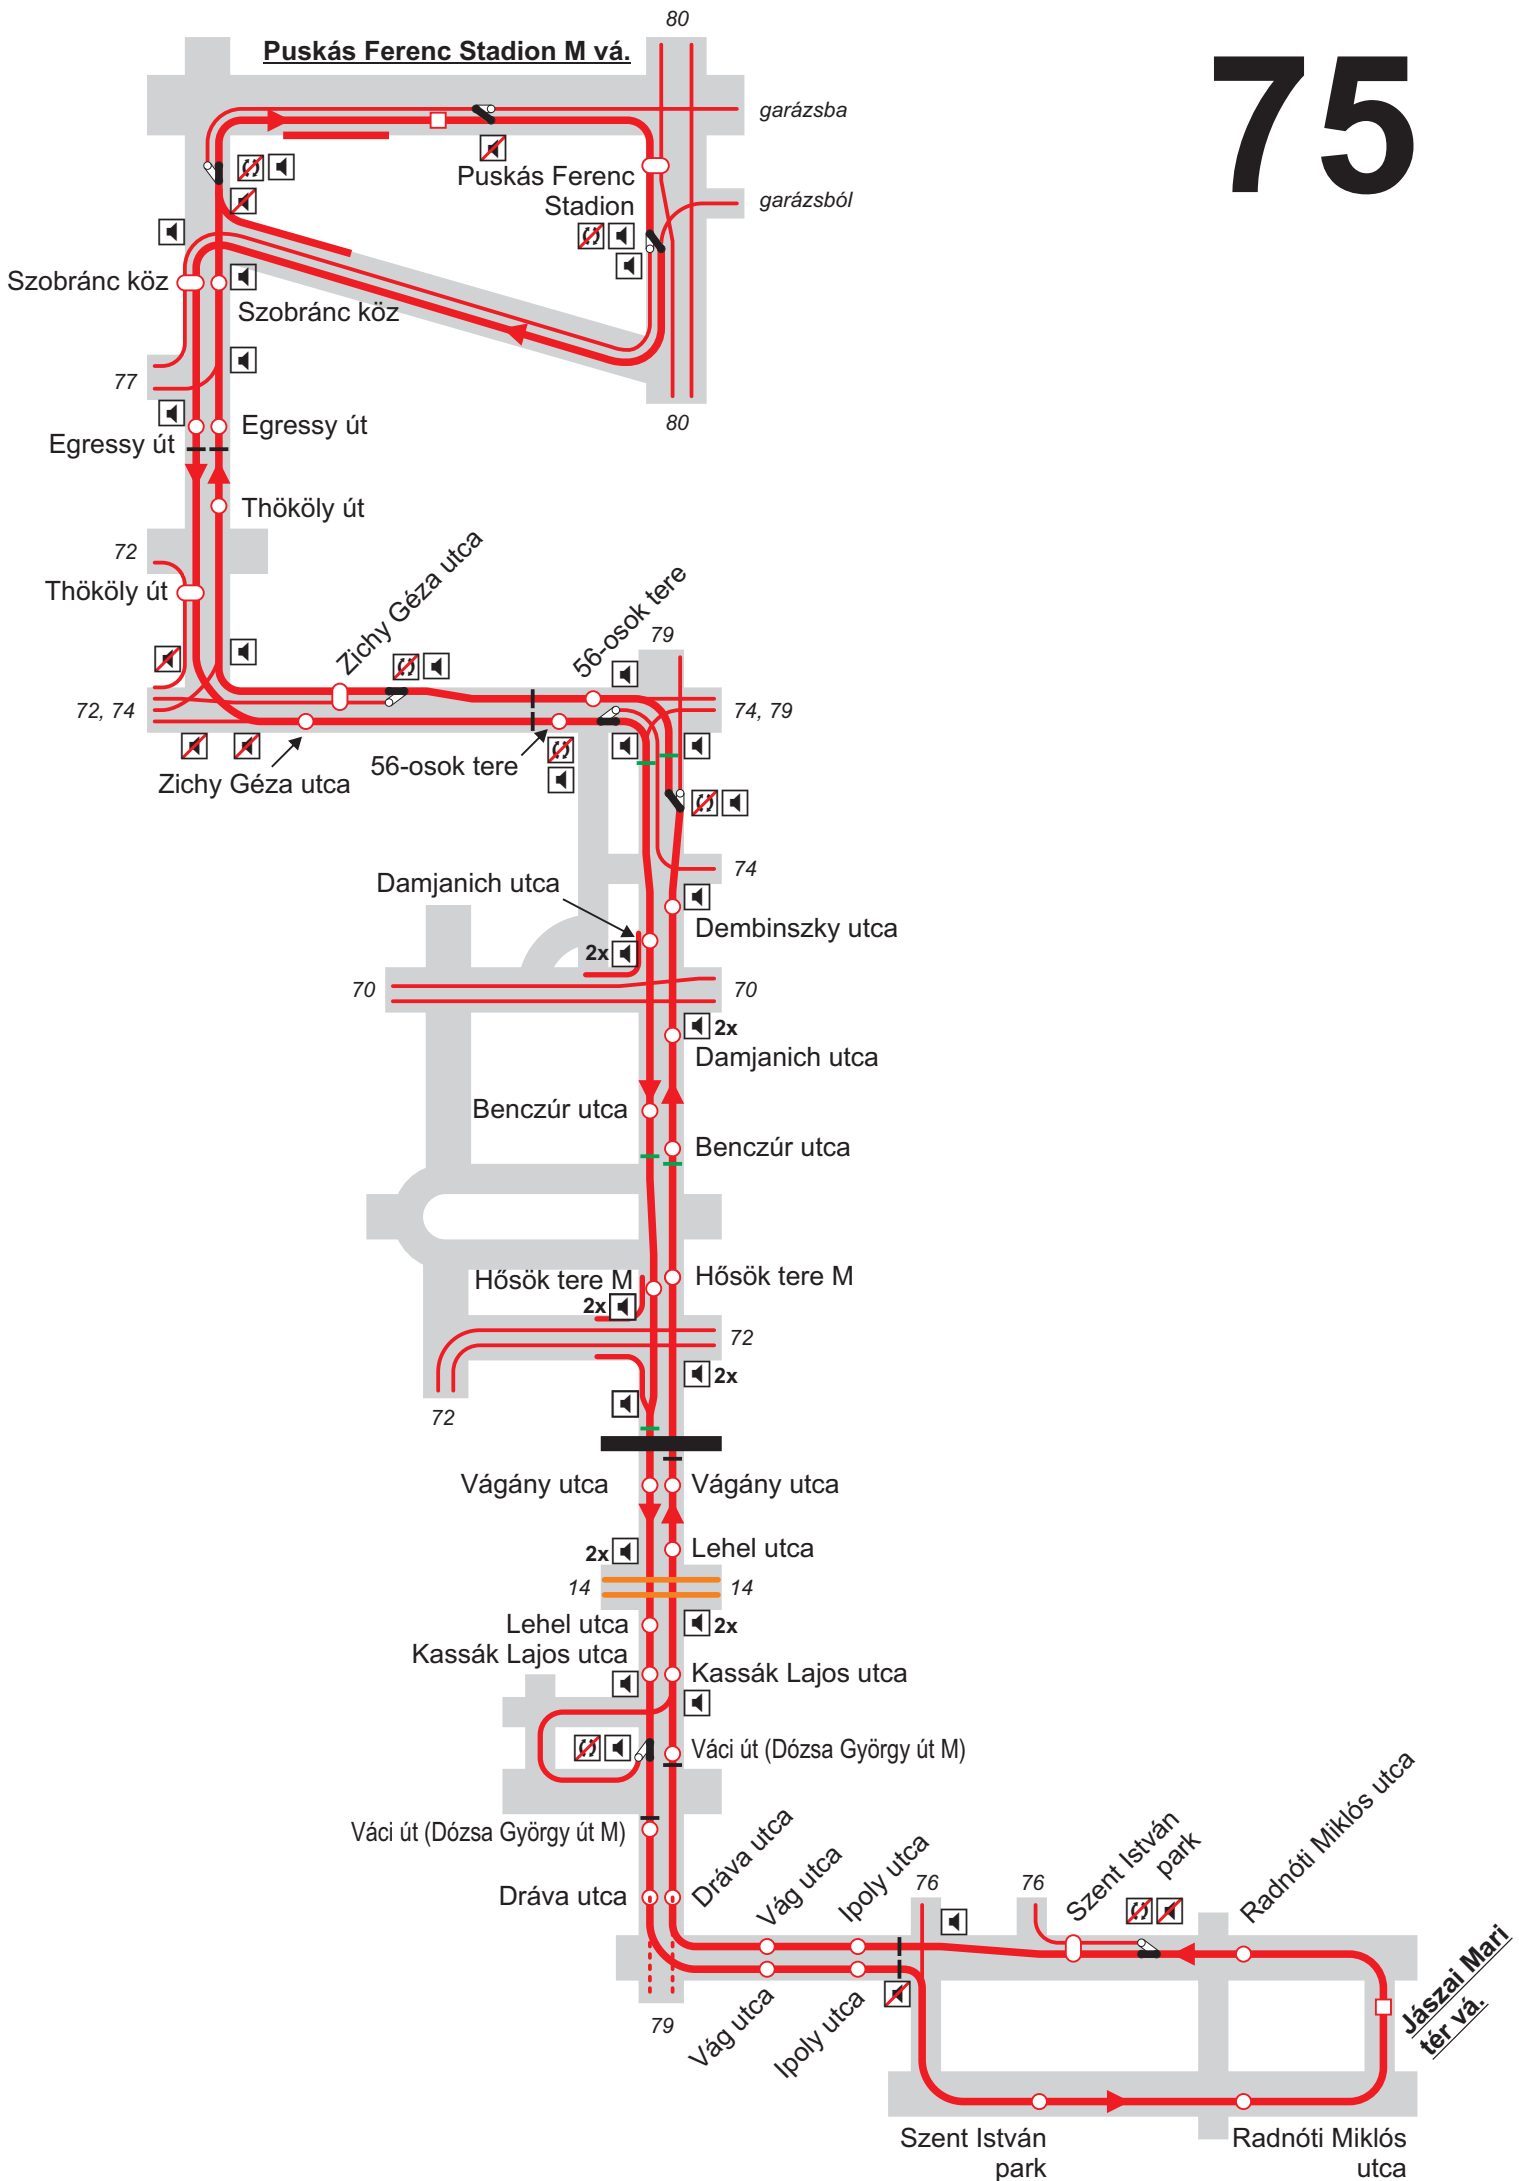 80
Puskás Ferenc Stadion M vá.
75
garázsba
Puskás Ferenc
Stadion
garázsból
Szobránc köz
Szobránc köz
77
80
Egressy út
Egressy út
Thököly út
72
Thököly út
Zichy Géza utca
56-osok tere
79
72, 74
74, 79
56-osok tere
Zichy Géza utca
74
Damjanich utca
Dembinszky utca
2x
70
70
2x
Damjanich utca
Benczúr utca
Benczúr utca
Hősök tere M
Hősök tere M
2x
72
2x
72
Vágány utca
Vágány utca
2x
Lehel utca
14
14
Lehel utca
2x
Kassák Lajos utca
Kassák Lajos utca
Váci út (Dózsa György út M)
Váci út (Dózsa György út M)
Dráva utca
Dráva utca
Vág utca
Ipoly utca
76
76
Szent István
park
Radnóti Miklós utca
Jászai Mari
tér vá.
79
Vág utca
Ipoly utca
Szent István
park
Radnóti Miklós
utca